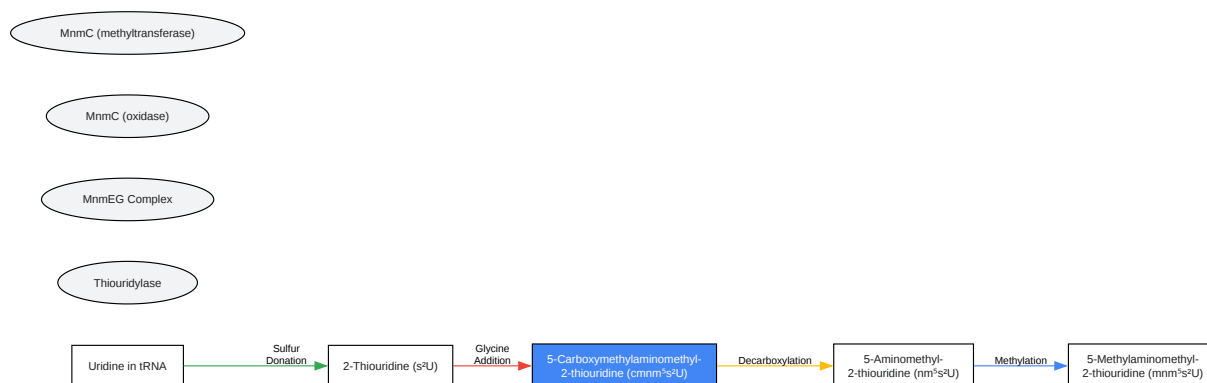 MnmC (methyltransferase)
MnmC (oxidase)
MnmEG Complex
Thiouridylase
Uridine in tRNA
Sulfur
Donation
2-Thiouridine (s²U)
Glycine
Addition
5-Carboxymethylaminomethyl-
2-thiouridine (cmnm⁵s²U)
Decarboxylation
5-Aminomethyl-
2-thiouridine (nm⁵s²U)
Methylation
5-Methylaminomethyl-
2-thiouridine (mnm⁵s²U)